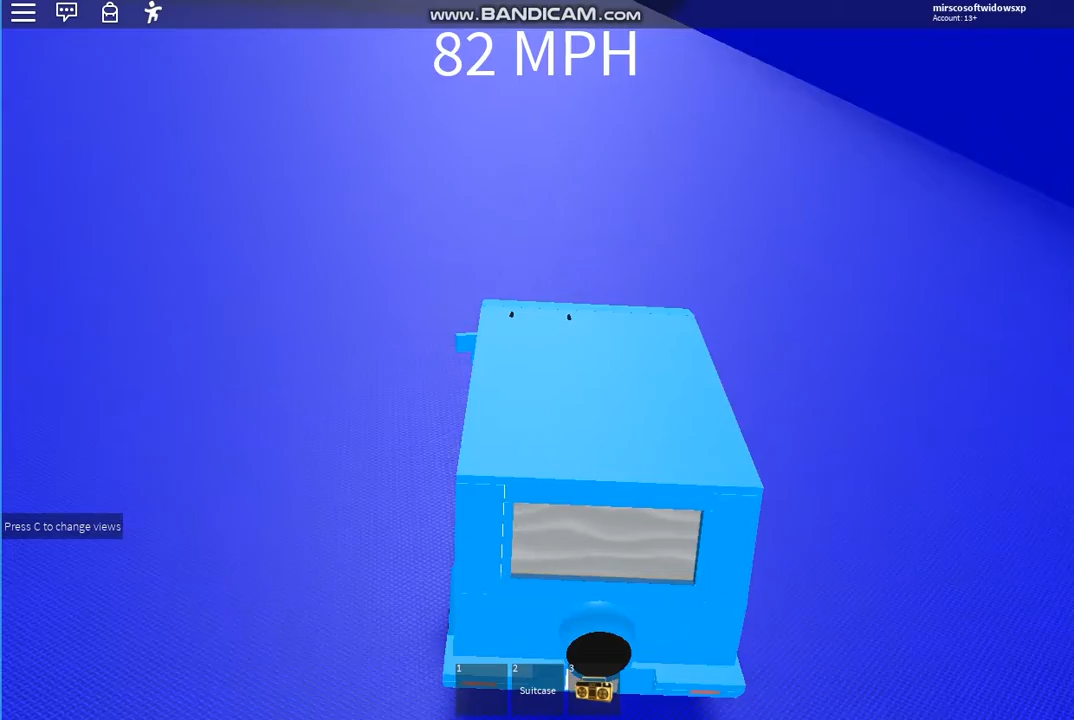 www.BANDICAM.com
mirscosoftwidowsxp
Account: 13+
82 MPH
Press C to change views
1
2
3
Suitcase